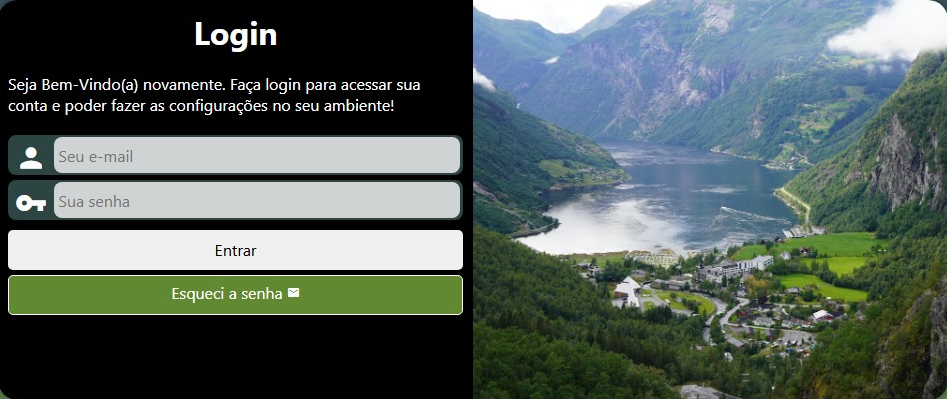 Login
Seja Bem-Vindo(a) novamente. Faça login para acessar sua
conta e poder fazer as configurações no seu ambiente!
Seu e-mail
Sua senha
Entrar
Esqueci a senha